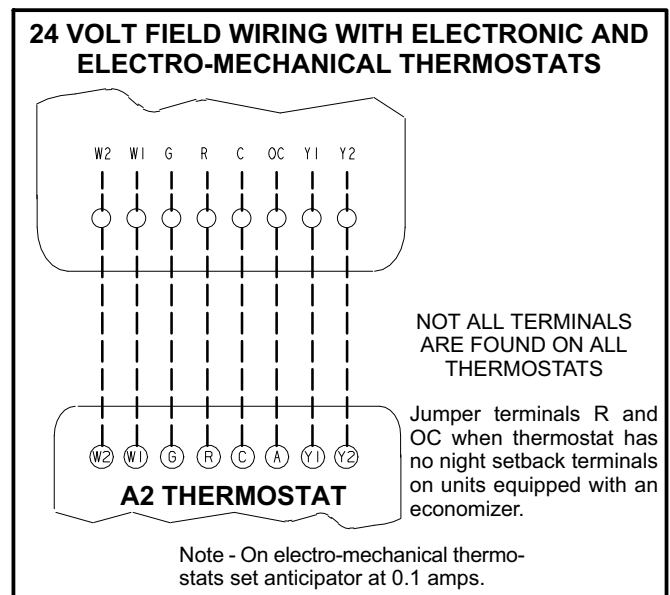 24 VOLT FIELD WIRING WITH ELECTRONIC AND
ELECTRO-MECHANICAL THERMOSTATS
W2 W1 G R C OC Y1 Y2
NOT ALL TERMINALS
ARE FOUND ON ALL
THERMOSTATS
Jumper terminals R and
OC when thermostat has
no night setback terminals
on units equipped with an
economizer.
W2 W1 G R C A Y1 Y2
A2 THERMOSTAT
Note - On electro-mechanical thermo-
stats set anticipator at 0.1 amps.